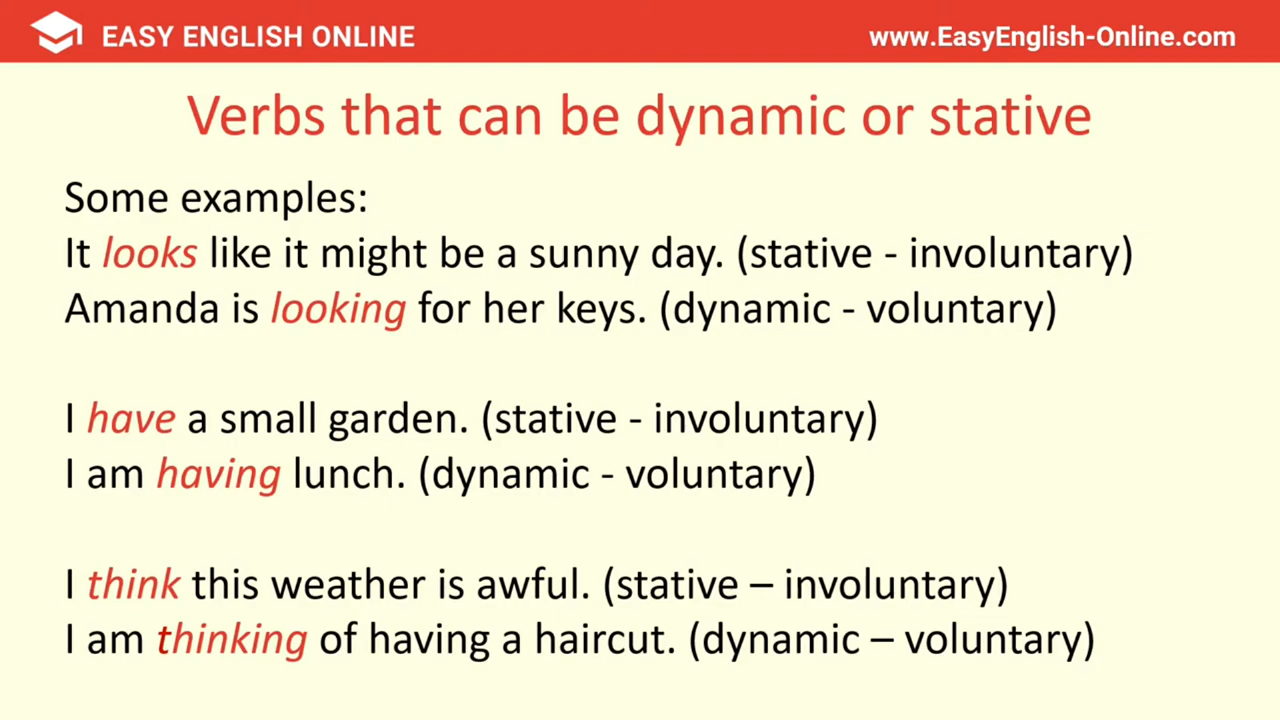 EASY ENGLISH ONLINE
www.EasyEnglish-Online.com
Verbs that can be dynamic or stative
Some examples:
It looks like it might be a sunny day. (stative - involuntary)
Amanda is looking for her keys. (dynamic - voluntary)
I have a small garden. (stative - involuntary)
I am having lunch. (dynamic - voluntary)
I think this weather is awful. (stative – involuntary)
I am thinking of having a haircut. (dynamic – voluntary)